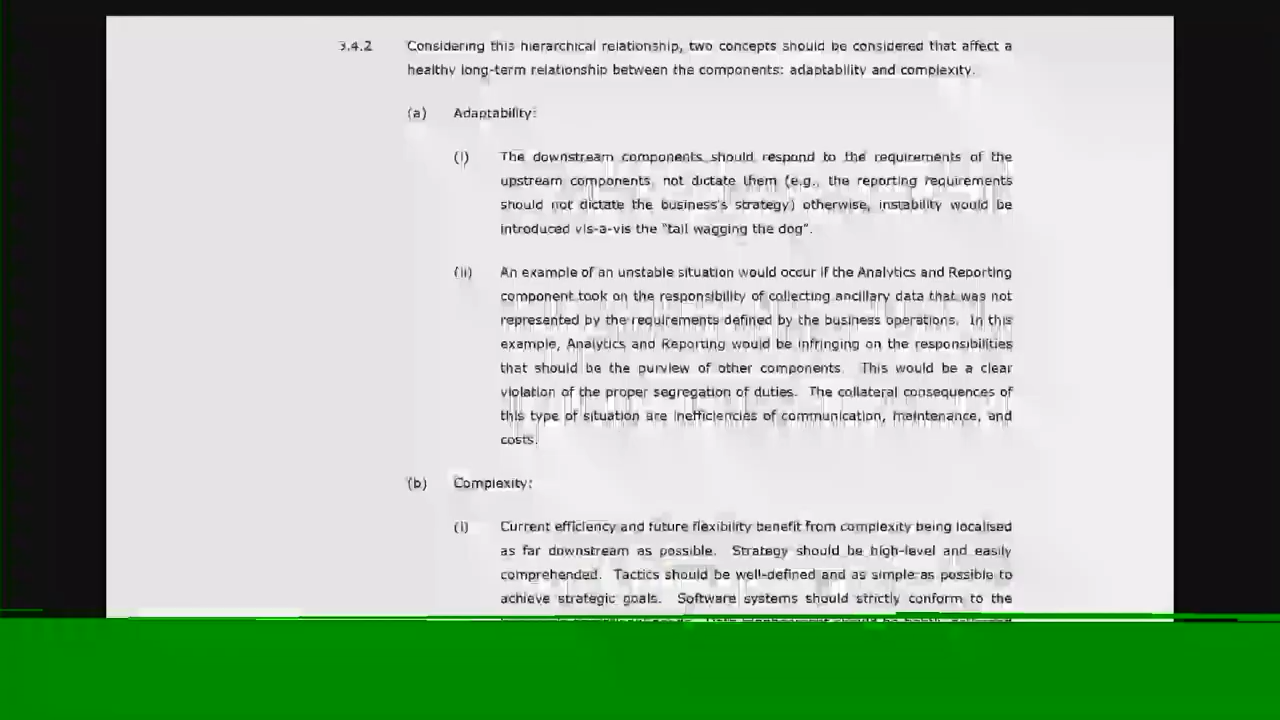 3.4.2 Considering this hierarchical relationship, two concepts should be considered that affect a
healthy long-term relationship between the components: adaptability and complexity.
(a) Adaptability:
(i) The downstream components should respond to the requirements of the
upstream components, not dictate them (e.g., the reporting requirements
should not dictate the business's strategy) otherwise, instability would be
introduced vis-a-vis the "tail wagging the dog".
(ii) An example of an unstable situation would occur if the Analytics and Reporting
component took on the responsibility of collecting ancillary data that was not
represented by the requirements defined by the business operations. In this
example, Analytics and Reporting would be infringing on the responsibilities
that should be the purview of other components. This would be a clear
violation of the proper segregation of duties. The collateral consequences of
this type of situation are inefficiencies of communication, maintenance, and
costs.
(b) Complexity:
(i) Current efficiency and future flexibility benefit from complexity being localised
as far downstream as possible. Strategy should be high-level and easily
comprehended. Tactics should be well-defined and as simple as possible to
achieve strategic goals. Software systems should strictly conform to the